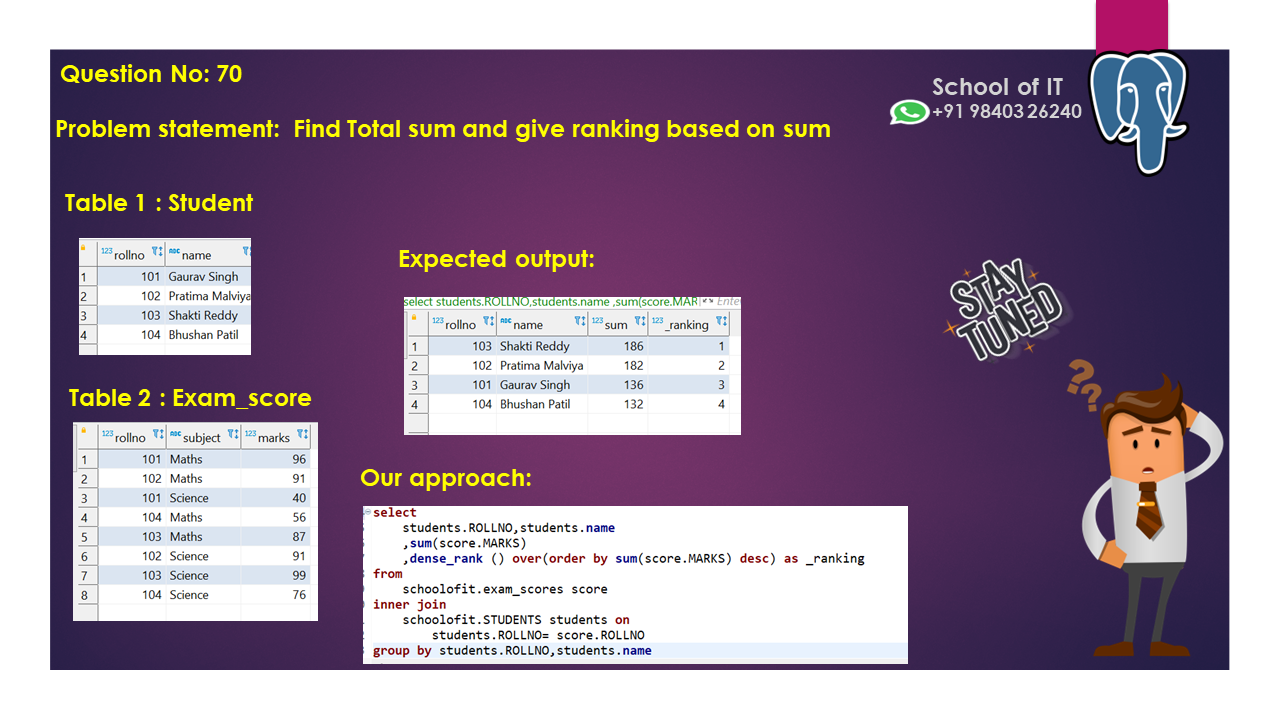 Question No: 70
School of IT
+91 98403 26240
Problem statement:  Find Total sum and give ranking based on sum
Table 1 : Student
123 rollno abc name
1 101 Gaurav Singh
2 102 Pratima Malviya
3 103 Shakti Reddy
4 104 Bhushan Patil
Expected output:
select students.ROLLNO,students.name ,sum(score.MAR Enter
123 rollno abc name 123 sum 123 _ranking
1 103 Shakti Reddy 186 1
2 102 Pratima Malviya 182 2
3 101 Gaurav Singh 136 3
4 104 Bhushan Patil 132 4
STAY
TUNED
??
Table 2 : Exam_score
123 rollno abc subject 123 marks
1 101 Maths 96
2 102 Maths 91
3 101 Science 40
4 104 Maths 56
5 103 Maths 87
6 102 Science 91
7 103 Science 99
8 104 Science 76
Our approach:
select
students.ROLLNO,students.name
,sum(score.MARKS)
,dense_rank () over(order by sum(score.MARKS) desc) as _ranking
from
schoolofit.exam_scores score
inner join
schoolofit.STUDENTS students on
students.ROLLNO= score.ROLLNO
group by students.ROLLNO,students.name